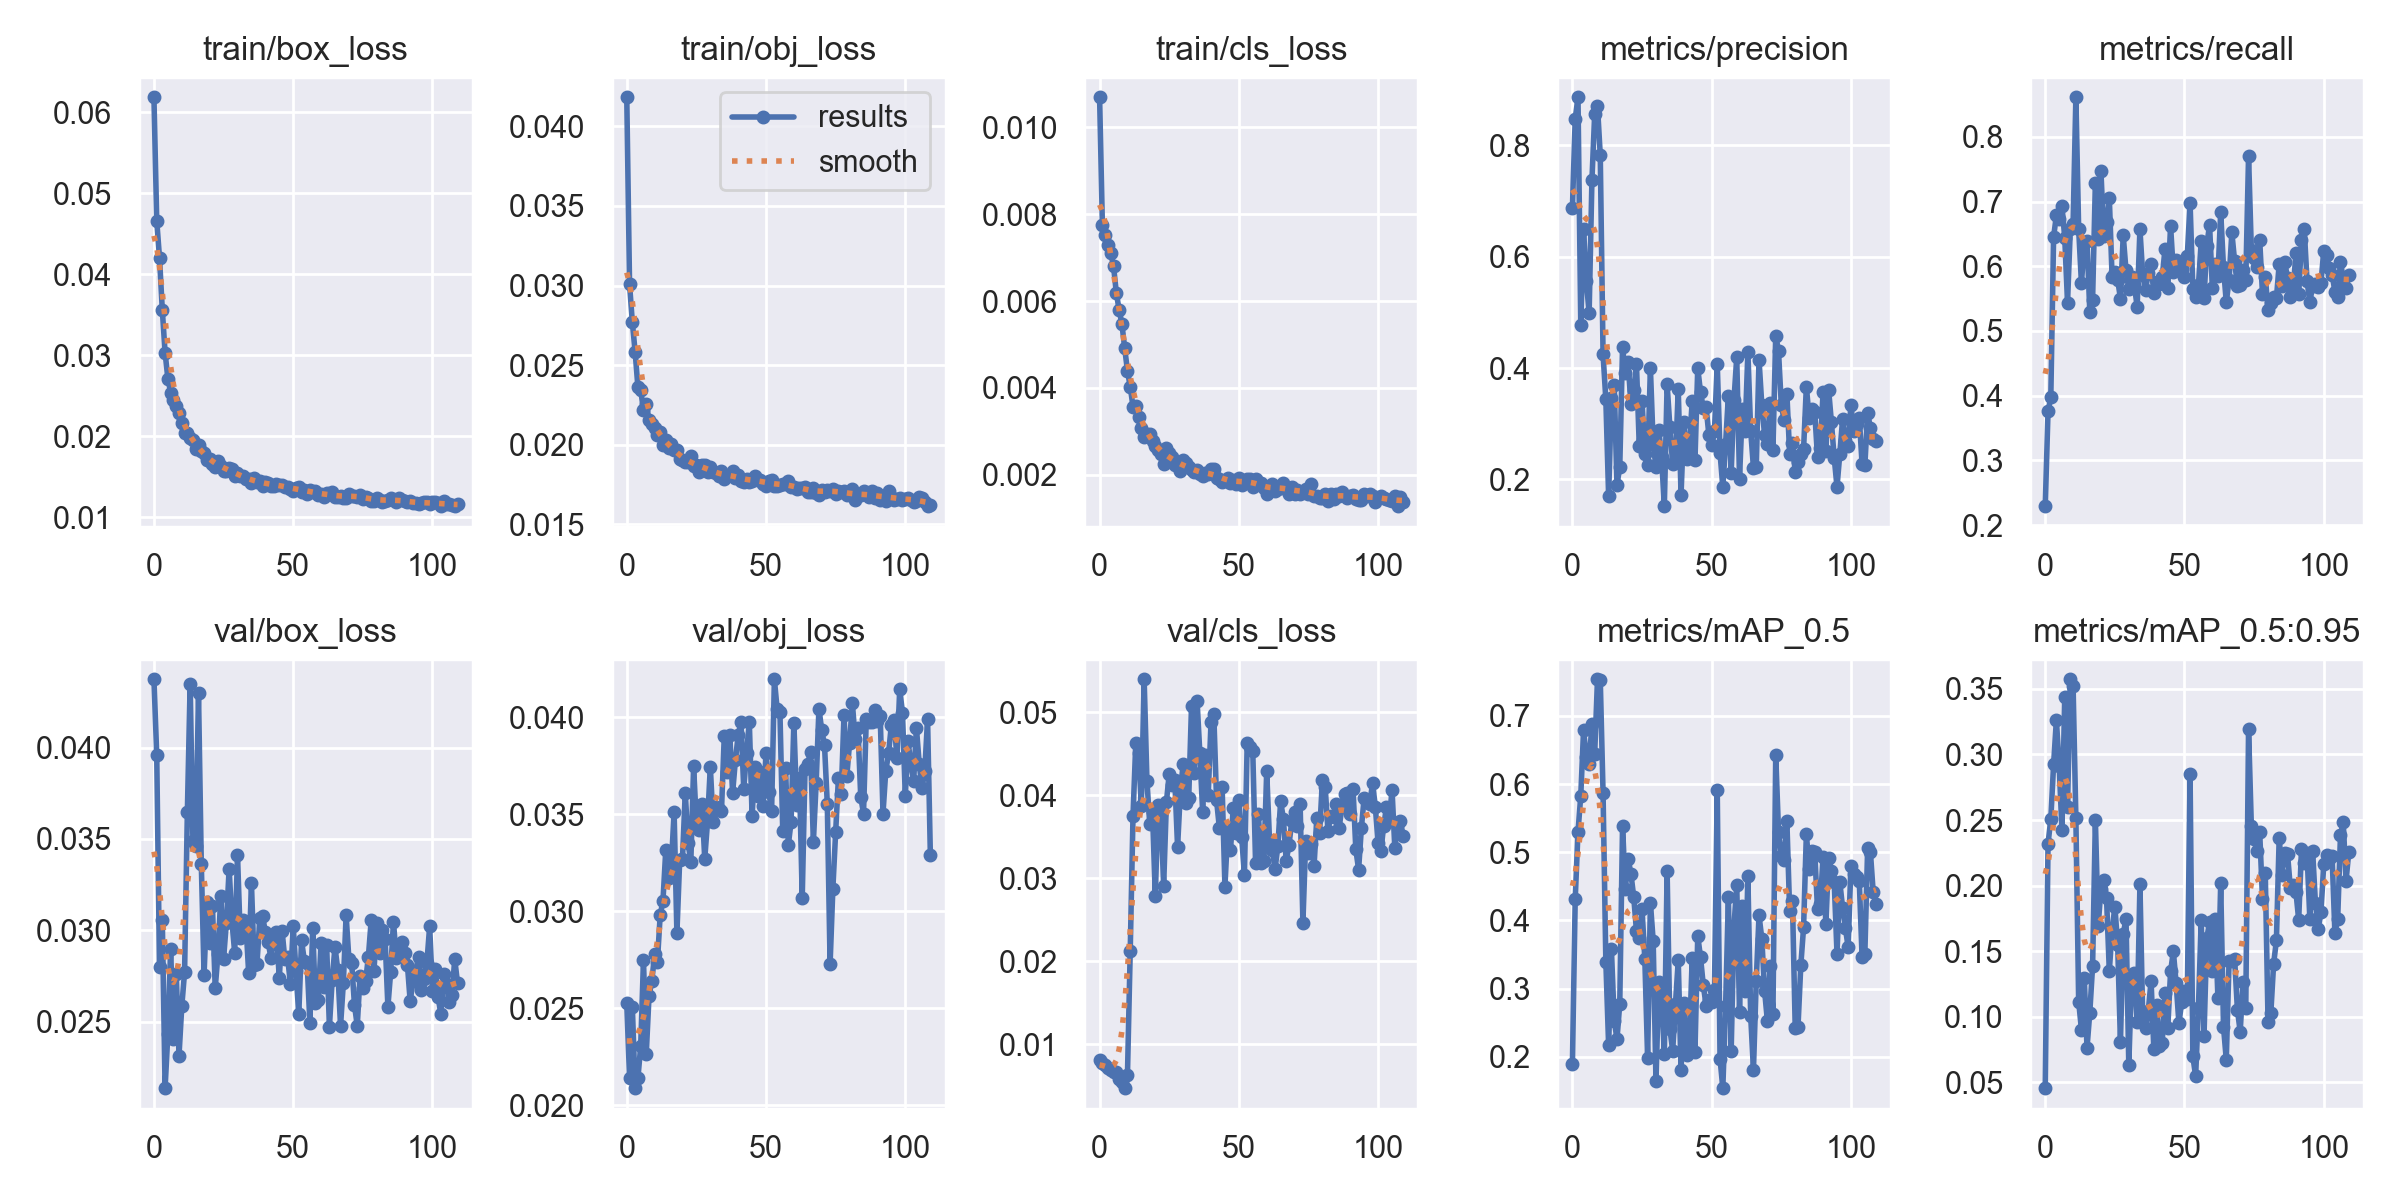 train/box_loss
0.06
0.05
0.04
0.03
0.02
0.01
0 50 100
train/obj_loss
results
smooth
0.040
0.035
0.030
0.025
0.020
0.015
0 50 100
train/cls_loss
0.010
0.008
0.006
0.004
0.002
0 50 100
metrics/precision
0.8
0.6
0.4
0.2
0 50 100
metrics/recall
0.8
0.7
0.6
0.5
0.4
0.3
0.2
0 50 100
val/box_loss
0.040
0.035
0.030
0.025
0 50 100
val/obj_loss
0.040
0.035
0.030
0.025
0.020
0 50 100
val/cls_loss
0.05
0.04
0.03
0.02
0.01
0 50 100
metrics/mAP_0.5
0.7
0.6
0.5
0.4
0.3
0.2
0 50 100
metrics/mAP_0.5:0.95
0.35
0.30
0.25
0.20
0.15
0.10
0.05
0 50 100